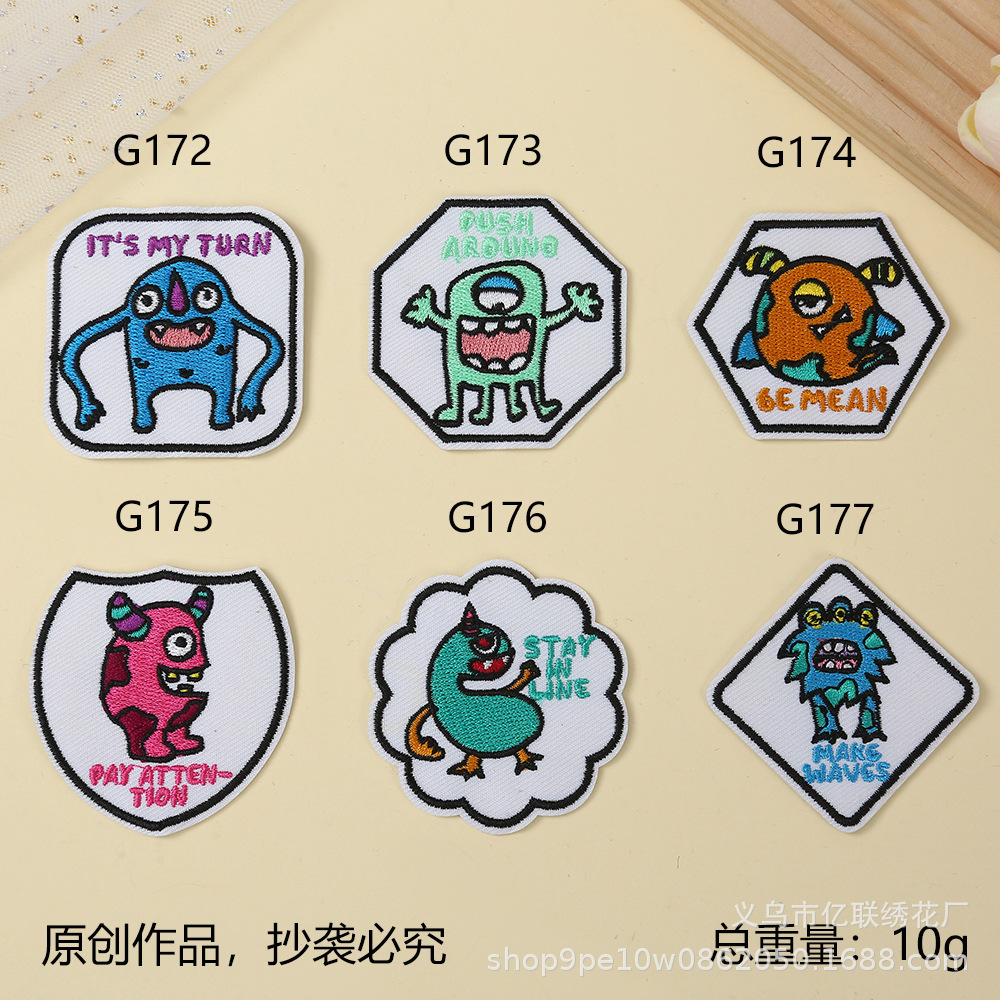 G172
G173
G174
IT'S MY TURN
PUSH
AROUND
BE MEAN
G175
G176
G177
STAY
IN
LINE
PAY ATTEN-
TION
MAKE
WAVES
义乌市亿联绣花厂
原创作品，抄袭必究
总重量：10g
shop9pe10w0862050.1688.com